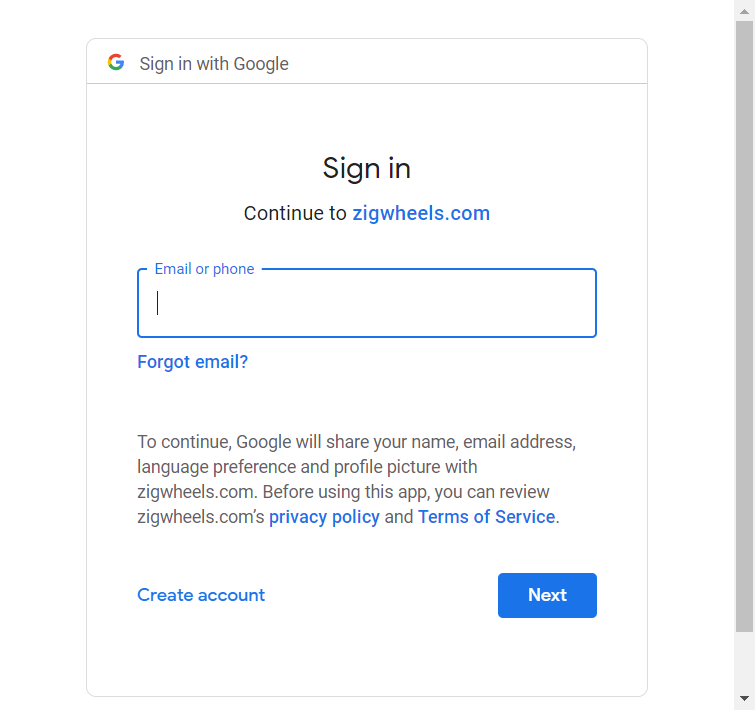 Sign in with Google
Sign in
Continue to zigwheels.com
Email or phone
Forgot email?
To continue, Google will share your name, email address,
language preference and profile picture with
zigwheels.com. Before using this app, you can review
zigwheels.com’s privacy policy and Terms of Service.
Create account
Next